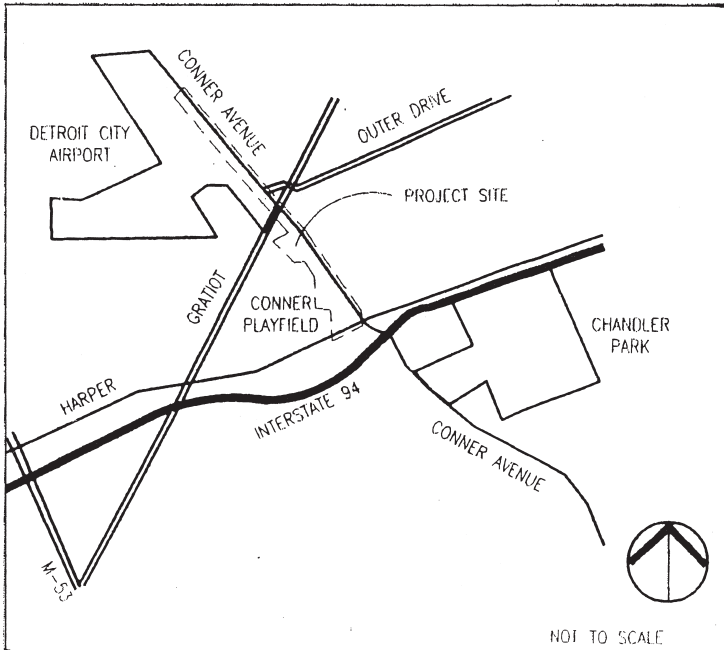 CONNER AVENUE
OUTER DRIVE
DETROIT CITY
AIRPORT
PROJECT SITE
GRATIOT
CONNER
PLAYFIELD
CHANDLER
PARK
HARPER
INTERSTATE 94
CONNER AVENUE
M-53
NOT TO SCALE